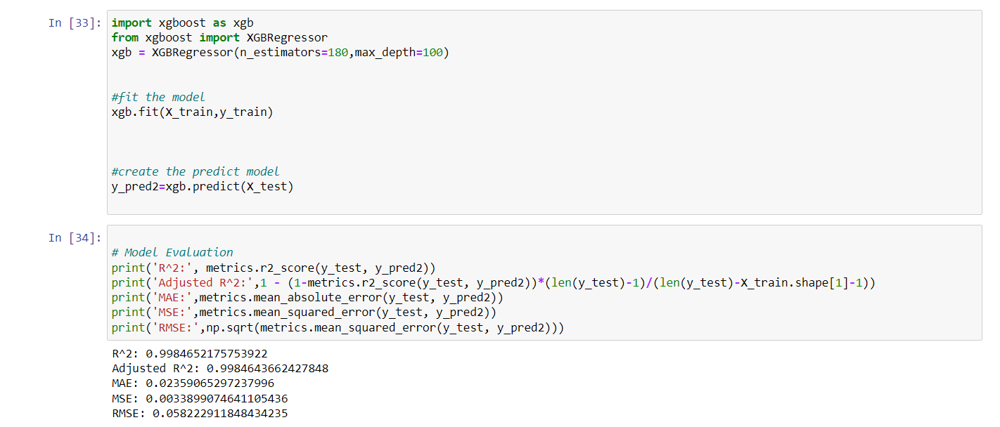 In [33]: import xgboost as xgb
from xgboost import XGBRegressor
xgb = XGBRegressor(n_estimators=180,max_depth=100)
#fit the model
xgb.fit(X_train,y_train)
#create the predict model
y_pred2=xgb.predict(X_test)
In [34]:
# Model Evaluation
print('R^2:', metrics.r2_score(y_test, y_pred2))
print('Adjusted R^2:',1 - (1-metrics.r2_score(y_test, y_pred2))*(len(y_test)-1)/(len(y_test)-X_train.shape[1]-1))
print('MAE:',metrics.mean_absolute_error(y_test, y_pred2))
print('MSE:',metrics.mean_squared_error(y_test, y_pred2))
print('RMSE:',np.sqrt(metrics.mean_squared_error(y_test, y_pred2)))
R^2: 0.9984652175753922
Adjusted R^2: 0.9984643662427848
MAE: 0.02359065297237996
MSE: 0.0033899074641105436
RMSE: 0.058222911848434235